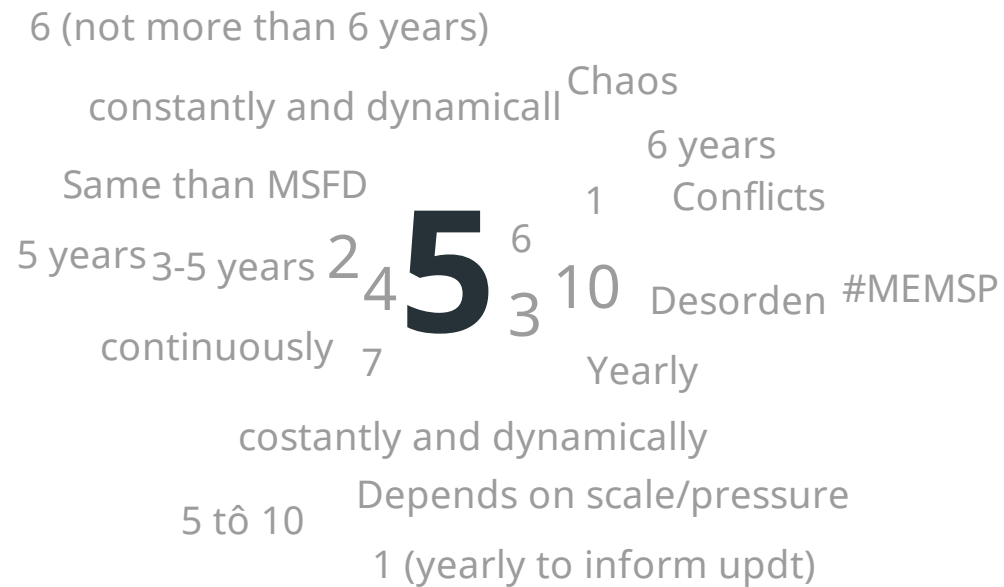 6 (not more than 6 years)
Chaos
constantly and dynamicall
6 years
Same than MSFD
1
Conflicts
6
5 years
3-5 years
2
4
5
3
10
Desorden
#MEMSP
continuously
7
Yearly
costantly and dynamically
Depends on scale/pressure
5 tô 10
1 (yearly to inform updt)